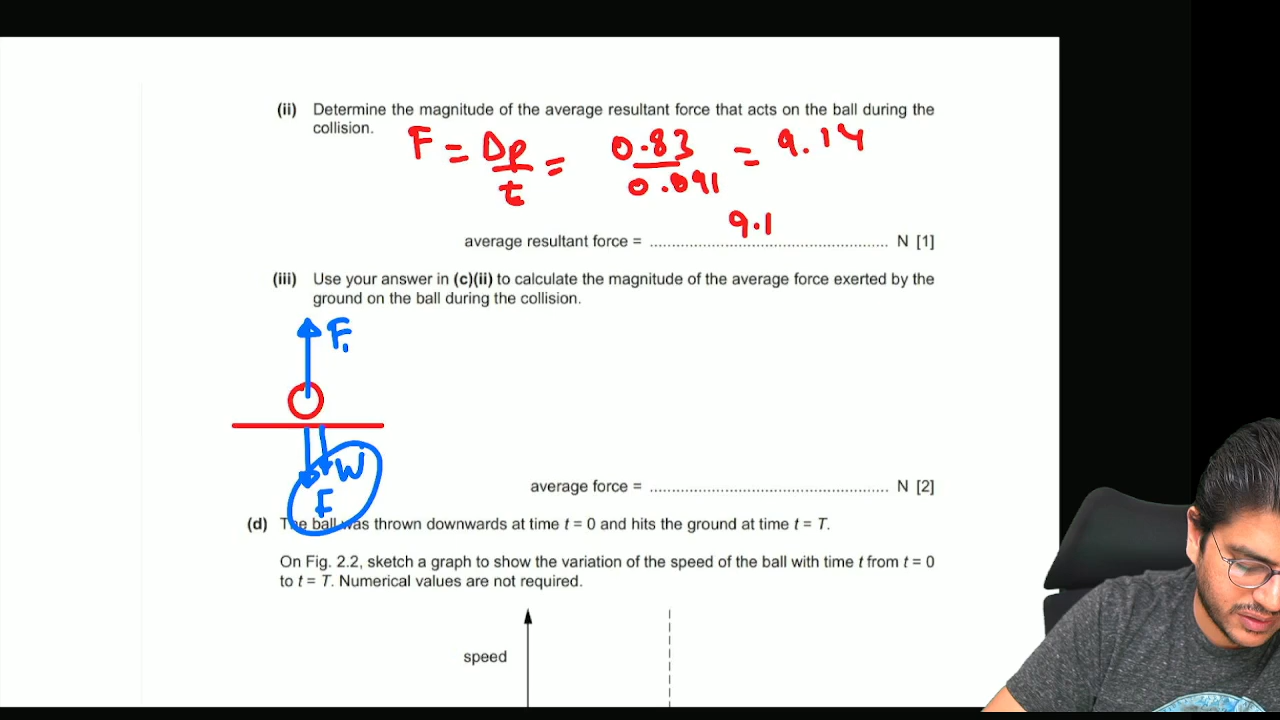 (ii) Determine the magnitude of the average resultant force that acts on the ball during the
collision.
F = Δp/t = 0.83/0.091 = 9.14
9.1
average resultant force = ................................................ N [1]
(iii) Use your answer in (c)(ii) to calculate the magnitude of the average force exerted by the
ground on the ball during the collision.
F.
W
F
average force = ................................................ N [2]
(d) The ball was thrown downwards at time t = 0 and hits the ground at time t = T.
On Fig. 2.2, sketch a graph to show the variation of the speed of the ball with time t from t = 0
to t = T. Numerical values are not required.
speed